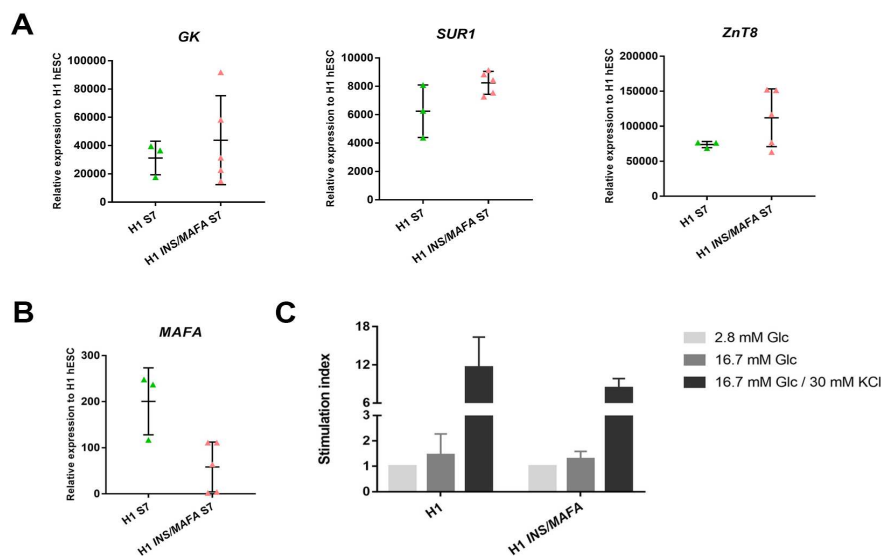 A
GK
Relative expression to H1 hESC
100000
80000
60000
40000
20000
0
H1 S7
H1 INS/MAFA S7
SUR1
Relative expression to H1 hESC
10000
8000
6000
4000
2000
0
H1 S7
H1 INS/MAFA S7
ZnT8
Relative expression to H1 hESC
200000
150000
100000
50000
0
H1 S7
H1 INS/MAFA S7
B
MAFA
Relative expression to H1 hESC
300
200
100
0
H1 S7
H1 INS/MAFA S7
C
Stimulation index
18
12
6
3
2
1
0
H1
H1 INS/MAFA
2.8 mM Glc
16.7 mM Glc
16.7 mM Glc / 30 mM KCl